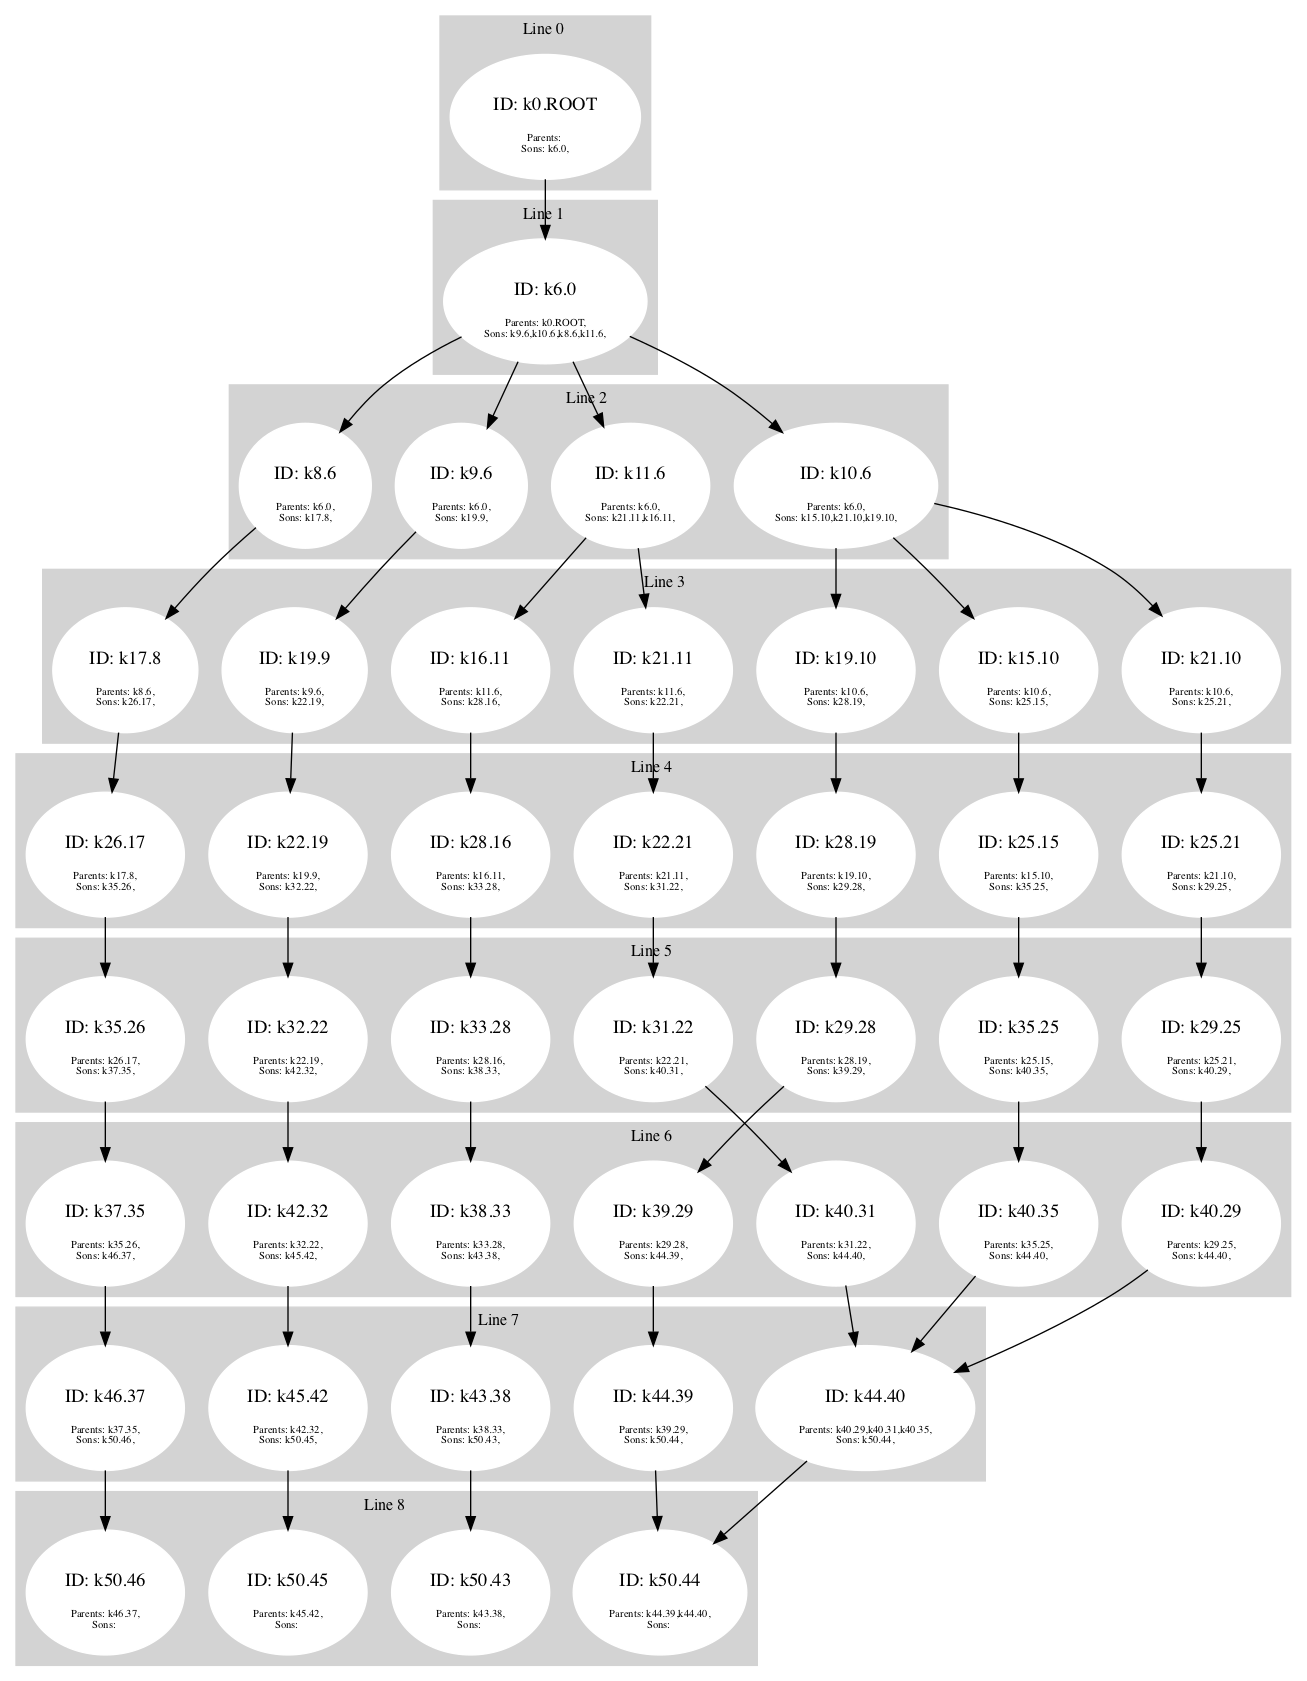 Line 0
ID: k0.ROOT
Parents:
Sons: k6.0,
Line 1
ID: k6.0
Parents: k0.ROOT,
Sons: k9.6,k10.6,k8.6,k11.6,
Line 2
ID: k8.6
Parents: k6.0,
Sons: k17.8,
ID: k9.6
Parents: k6.0,
Sons: k19.9,
ID: k11.6
Parents: k6.0,
Sons: k21.11,k16.11,
ID: k10.6
Parents: k6.0,
Sons: k15.10,k21.10,k19.10,
Line 3
ID: k17.8
Parents: k8.6,
Sons: k26.17,
ID: k19.9
Parents: k9.6,
Sons: k22.19,
ID: k16.11
Parents: k11.6,
Sons: k28.16,
ID: k21.11
Parents: k11.6,
Sons: k22.21,
ID: k19.10
Parents: k10.6,
Sons: k28.19,
ID: k15.10
Parents: k10.6,
Sons: k25.15,
ID: k21.10
Parents: k10.6,
Sons: k25.21,
Line 4
ID: k26.17
Parents: k17.8,
Sons: k35.26,
ID: k22.19
Parents: k19.9,
Sons: k32.22,
ID: k28.16
Parents: k16.11,
Sons: k33.28,
ID: k22.21
Parents: k21.11,
Sons: k31.22,
ID: k28.19
Parents: k19.10,
Sons: k29.28,
ID: k25.15
Parents: k15.10,
Sons: k35.25,
ID: k25.21
Parents: k21.10,
Sons: k29.25,
Line 5
ID: k35.26
Parents: k26.17,
Sons: k37.35,
ID: k32.22
Parents: k22.19,
Sons: k42.32,
ID: k33.28
Parents: k28.16,
Sons: k38.33,
ID: k31.22
Parents: k22.21,
Sons: k40.31,
ID: k29.28
Parents: k28.19,
Sons: k39.29,
ID: k35.25
Parents: k25.15,
Sons: k40.35,
ID: k29.25
Parents: k25.21,
Sons: k40.29,
Line 6
ID: k37.35
Parents: k35.26,
Sons: k46.37,
ID: k42.32
Parents: k32.22,
Sons: k45.42,
ID: k38.33
Parents: k33.28,
Sons: k43.38,
ID: k39.29
Parents: k29.28,
Sons: k44.39,
ID: k40.31
Parents: k31.22,
Sons: k44.40,
ID: k40.35
Parents: k35.25,
Sons: k44.40,
ID: k40.29
Parents: k29.25,
Sons: k44.40,
Line 7
ID: k46.37
Parents: k37.35,
Sons: k50.46,
ID: k45.42
Parents: k42.32,
Sons: k50.45,
ID: k43.38
Parents: k38.33,
Sons: k50.43,
ID: k44.39
Parents: k39.29,
Sons: k50.44,
ID: k44.40
Parents: k40.29,k40.31,k40.35,
Sons: k50.44,
Line 8
ID: k50.46
Parents: k46.37,
Sons:
ID: k50.45
Parents: k45.42,
Sons:
ID: k50.43
Parents: k43.38,
Sons:
ID: k50.44
Parents: k44.39,k44.40,
Sons: